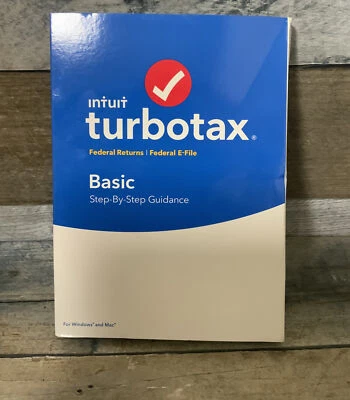 intuit
turbotax®
Federal Returns | Federal E-File
Basic
Step-By-Step Guidance
For Windows® and Mac®